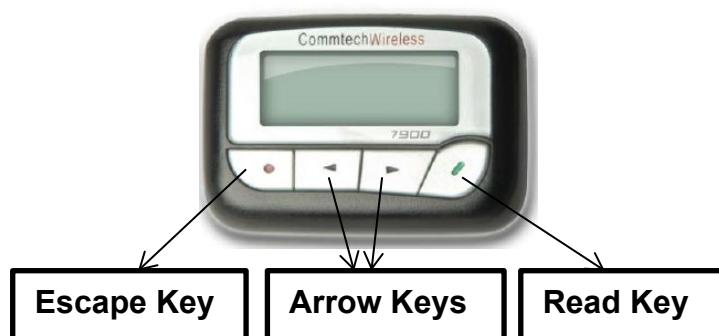 CommtechWireless
7900
Escape Key
Arrow Keys
Read Key